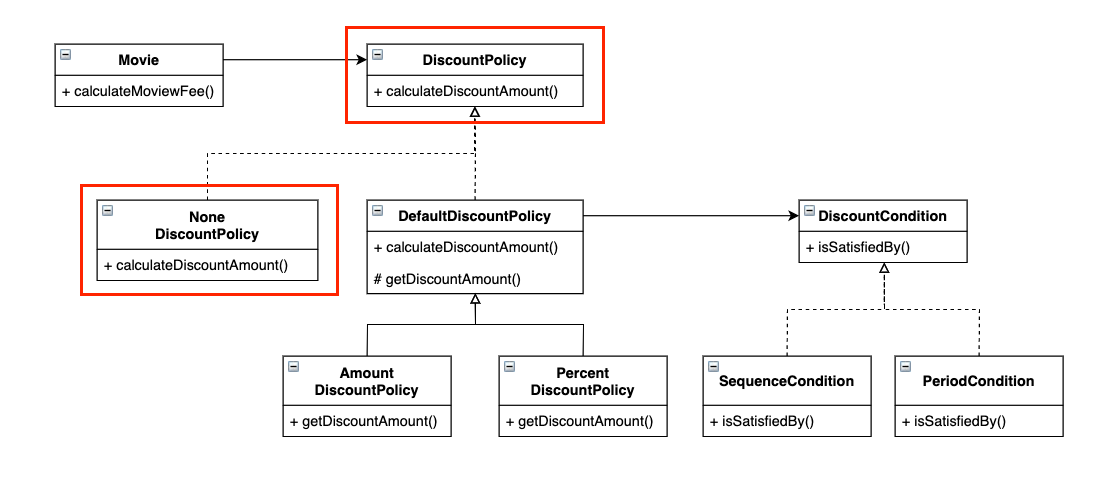 Movie
+ calculateMoviewFee()
DiscountPolicy
+ calculateDiscountAmount()
None
DiscountPolicy
+ calculateDiscountAmount()
DefaultDiscountPolicy
+ calculateDiscountAmount()
# getDiscountAmount()
DiscountCondition
+ isSatisfiedBy()
Amount
DiscountPolicy
+ getDiscountAmount()
Percent
DiscountPolicy
+ getDiscountAmount()
SequenceCondition
+ isSatisfiedBy()
PeriodCondition
+ isSatisfiedBy()